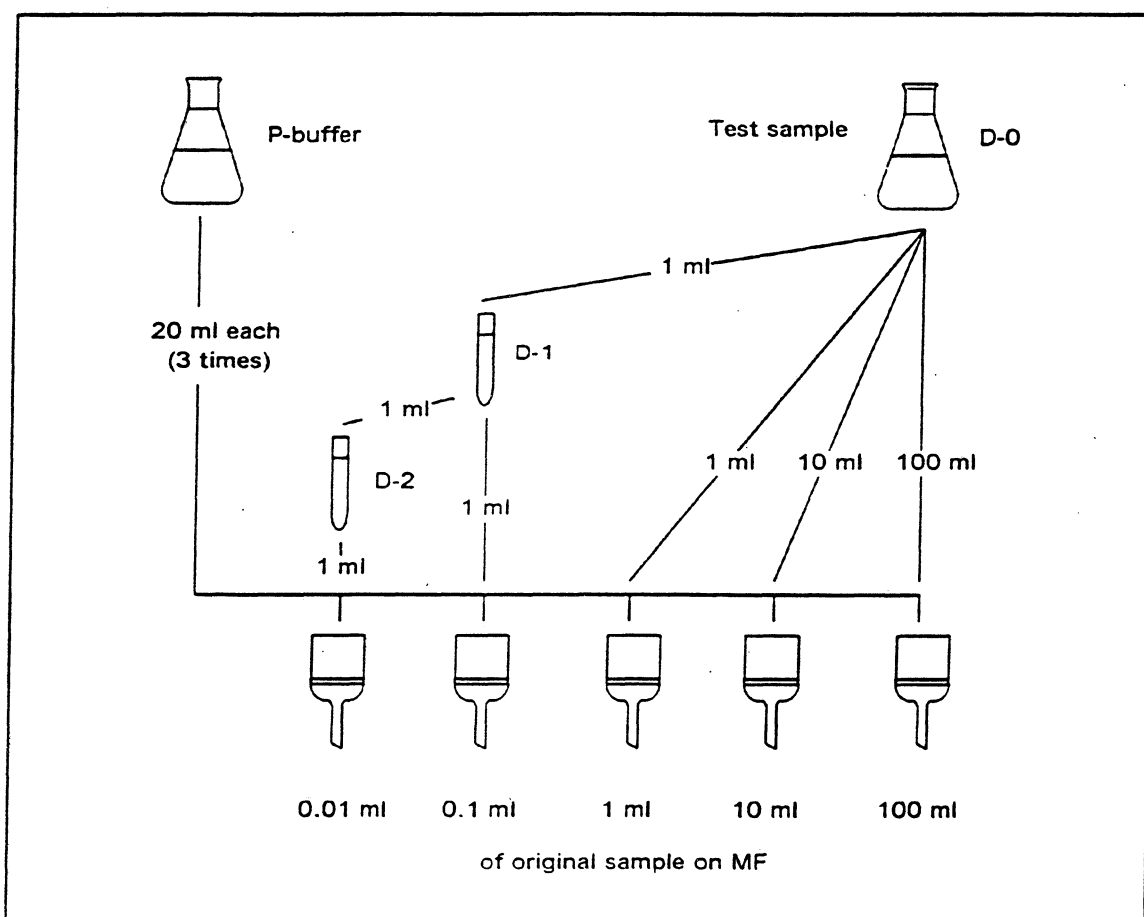 P-buffer
Test sample
D-0
1 ml
20 ml each
(3 times)
D-1
1 ml
D-2
1 ml
10 ml
100 ml
1 ml
1 ml
0.01 ml
0.1 ml
1 ml
10 ml
100 ml
of original sample on MF